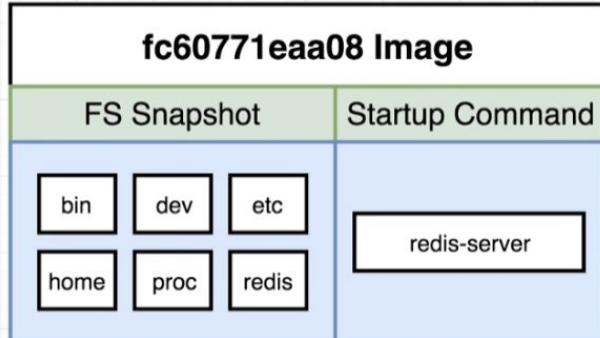 fc60771eaa08 Image
FS Snapshot
Startup Command
bin
dev
etc
redis-server
home
proc
redis